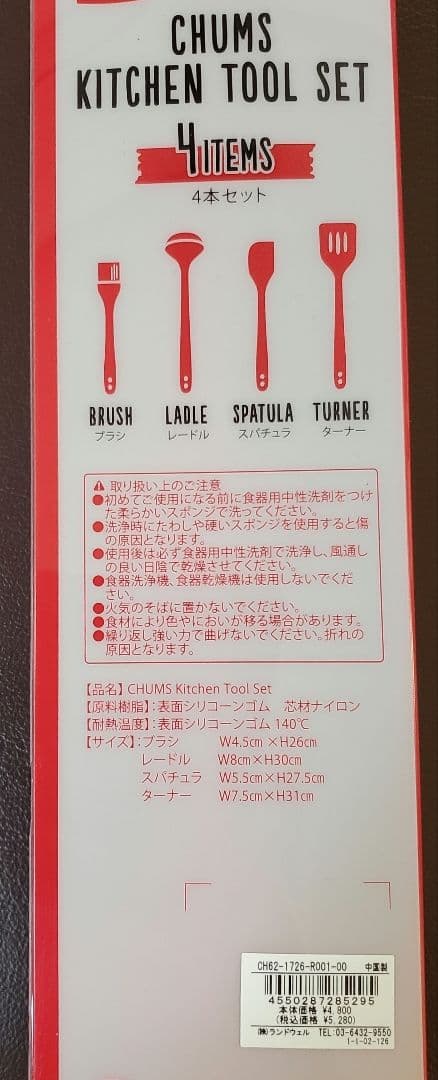 CHUMS
KITCHEN TOOL SET
4 ITEMS
4本セット
BRUSH LADLE SPATULA TURNER
ブラシ レードル スパチュラ ターナー
⚠ 取り扱い上のご注意
●初めてご使用になる前に食器用中性洗剤をつけ
た柔らかいスポンジで洗ってください。
●洗浄時にたわしや硬いスポンジを使用すると傷
の原因となります。
●使用後は必ず食器用中性洗剤で洗浄し、風通し
の良い日陰で乾燥させてください。
●食器洗浄機、食器乾燥機は使用しないでくだ
さい。
●火気のそばに置かないでください。
●食材により色やにおいが移る場合があります。
●繰り返し強い力で曲げないでください。折れの
原因となります。
【品名】CHUMS Kitchen Tool Set
【原料樹脂】:表面シリコーンゴム 芯材ナイロン
【耐熱温度】:表面シリコーンゴム 140℃
【サイズ】:ブラシ W4.5cm ×H26cm
レードル W8cm×H30cm
スパチュラ W5.5cm×H27.5cm
ターナー W7.5cm×H31cm
CH62-1726-R001-00 中国製
4550287285295
本体価格 ¥4,800
(税込価格 ¥5,280)
㈱ランドウェル TEL:03-6432-9550
1-1-02-126